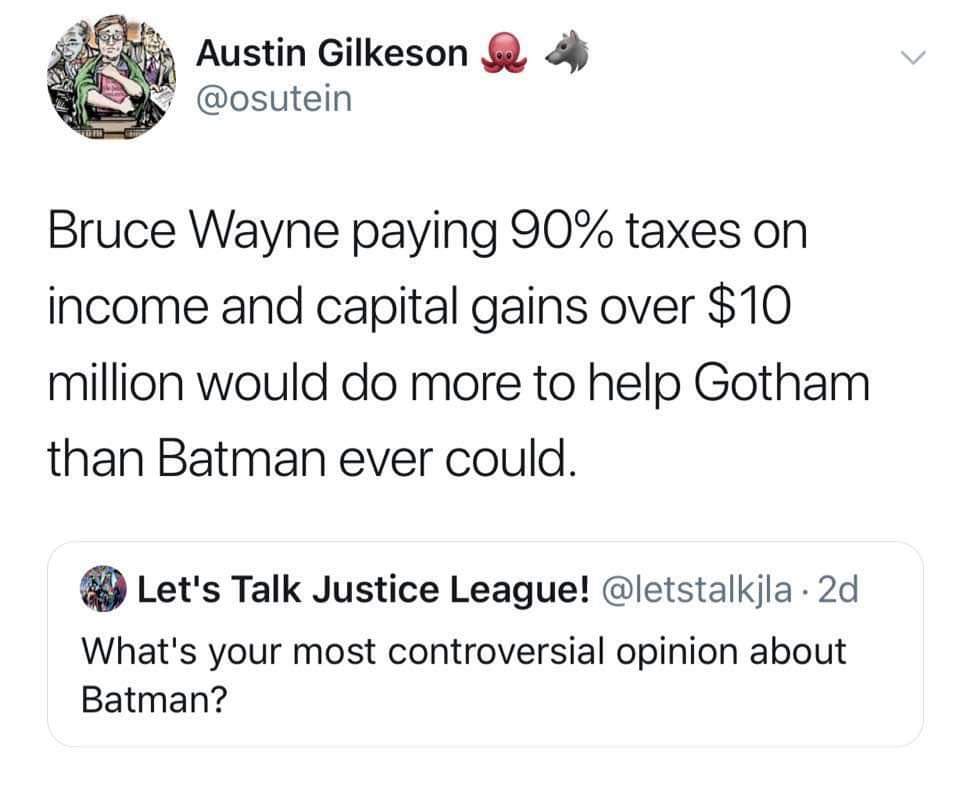 Austin Gilkeson 🐙 🐺
@osutein
Bruce Wayne paying 90% taxes on
income and capital gains over $10
million would do more to help Gotham
than Batman ever could.
Let's Talk Justice League! @letstalkjla · 2d
What's your most controversial opinion about
Batman?